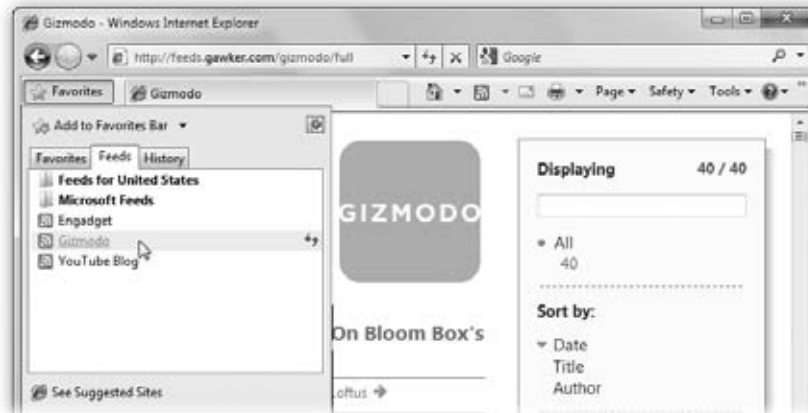 Gizmodo - Windows Internet Explorer
http://feeds.gawker.com/gizmodo/full
Google
Favorites
Gizmodo
Page
Safety
Tools
Add to Favorites Bar
Favorites Feeds History
Feeds for United States
Microsoft Feeds
Engadget
Gizmodo
YouTube Blog
See Suggested Sites
GIZMODO
On Bloom Box's
oftus
Displaying 40 / 40
All
40
Sort by:
Date
Title
Author